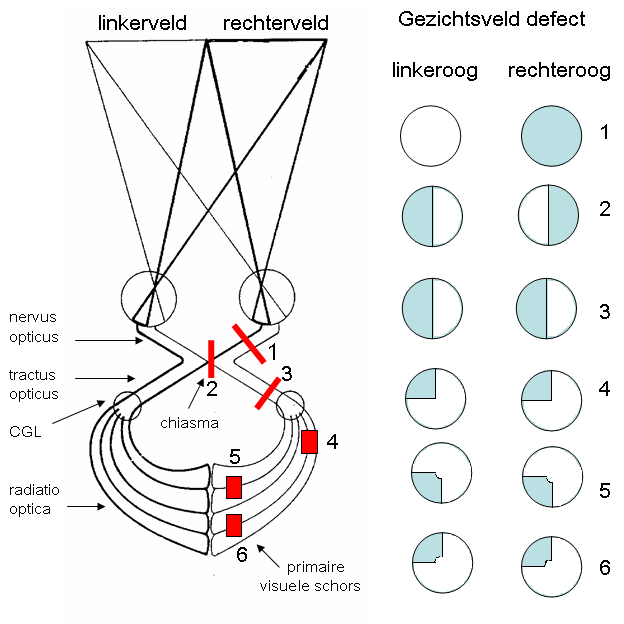 linkerveld rechterveld
Gezichtsveld defect
linkeroog rechteroog
1
2
3
4
5
6
nervus
opticus
tractus
opticus
CGL
radiatio
optica
chiasma
primaire
visuele schors
1
2
3
4
5
6